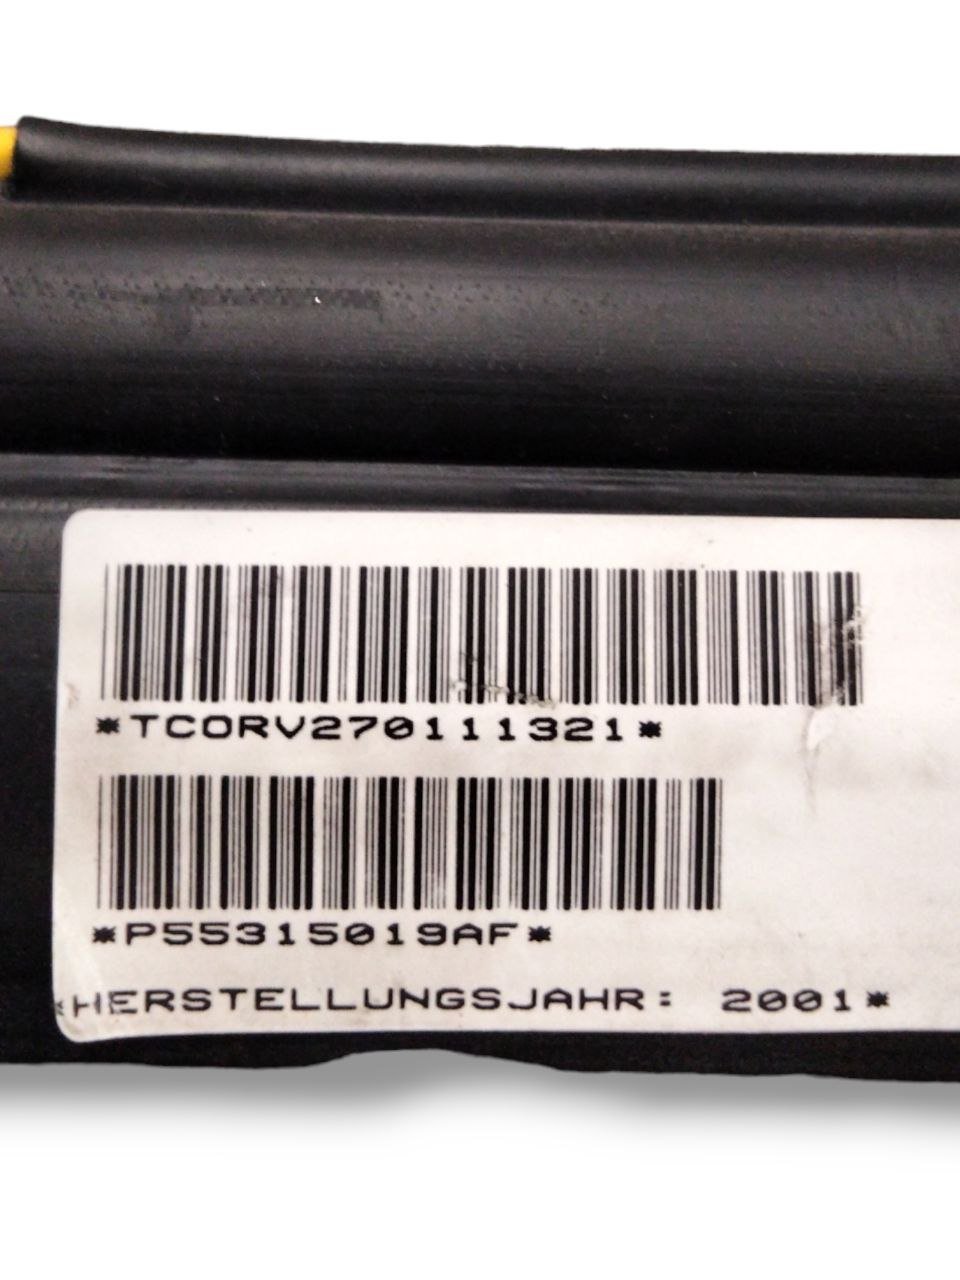 *TCORV270111321*
*P55315019AF*
*HERSTELLUNGSJAHR: 2001*